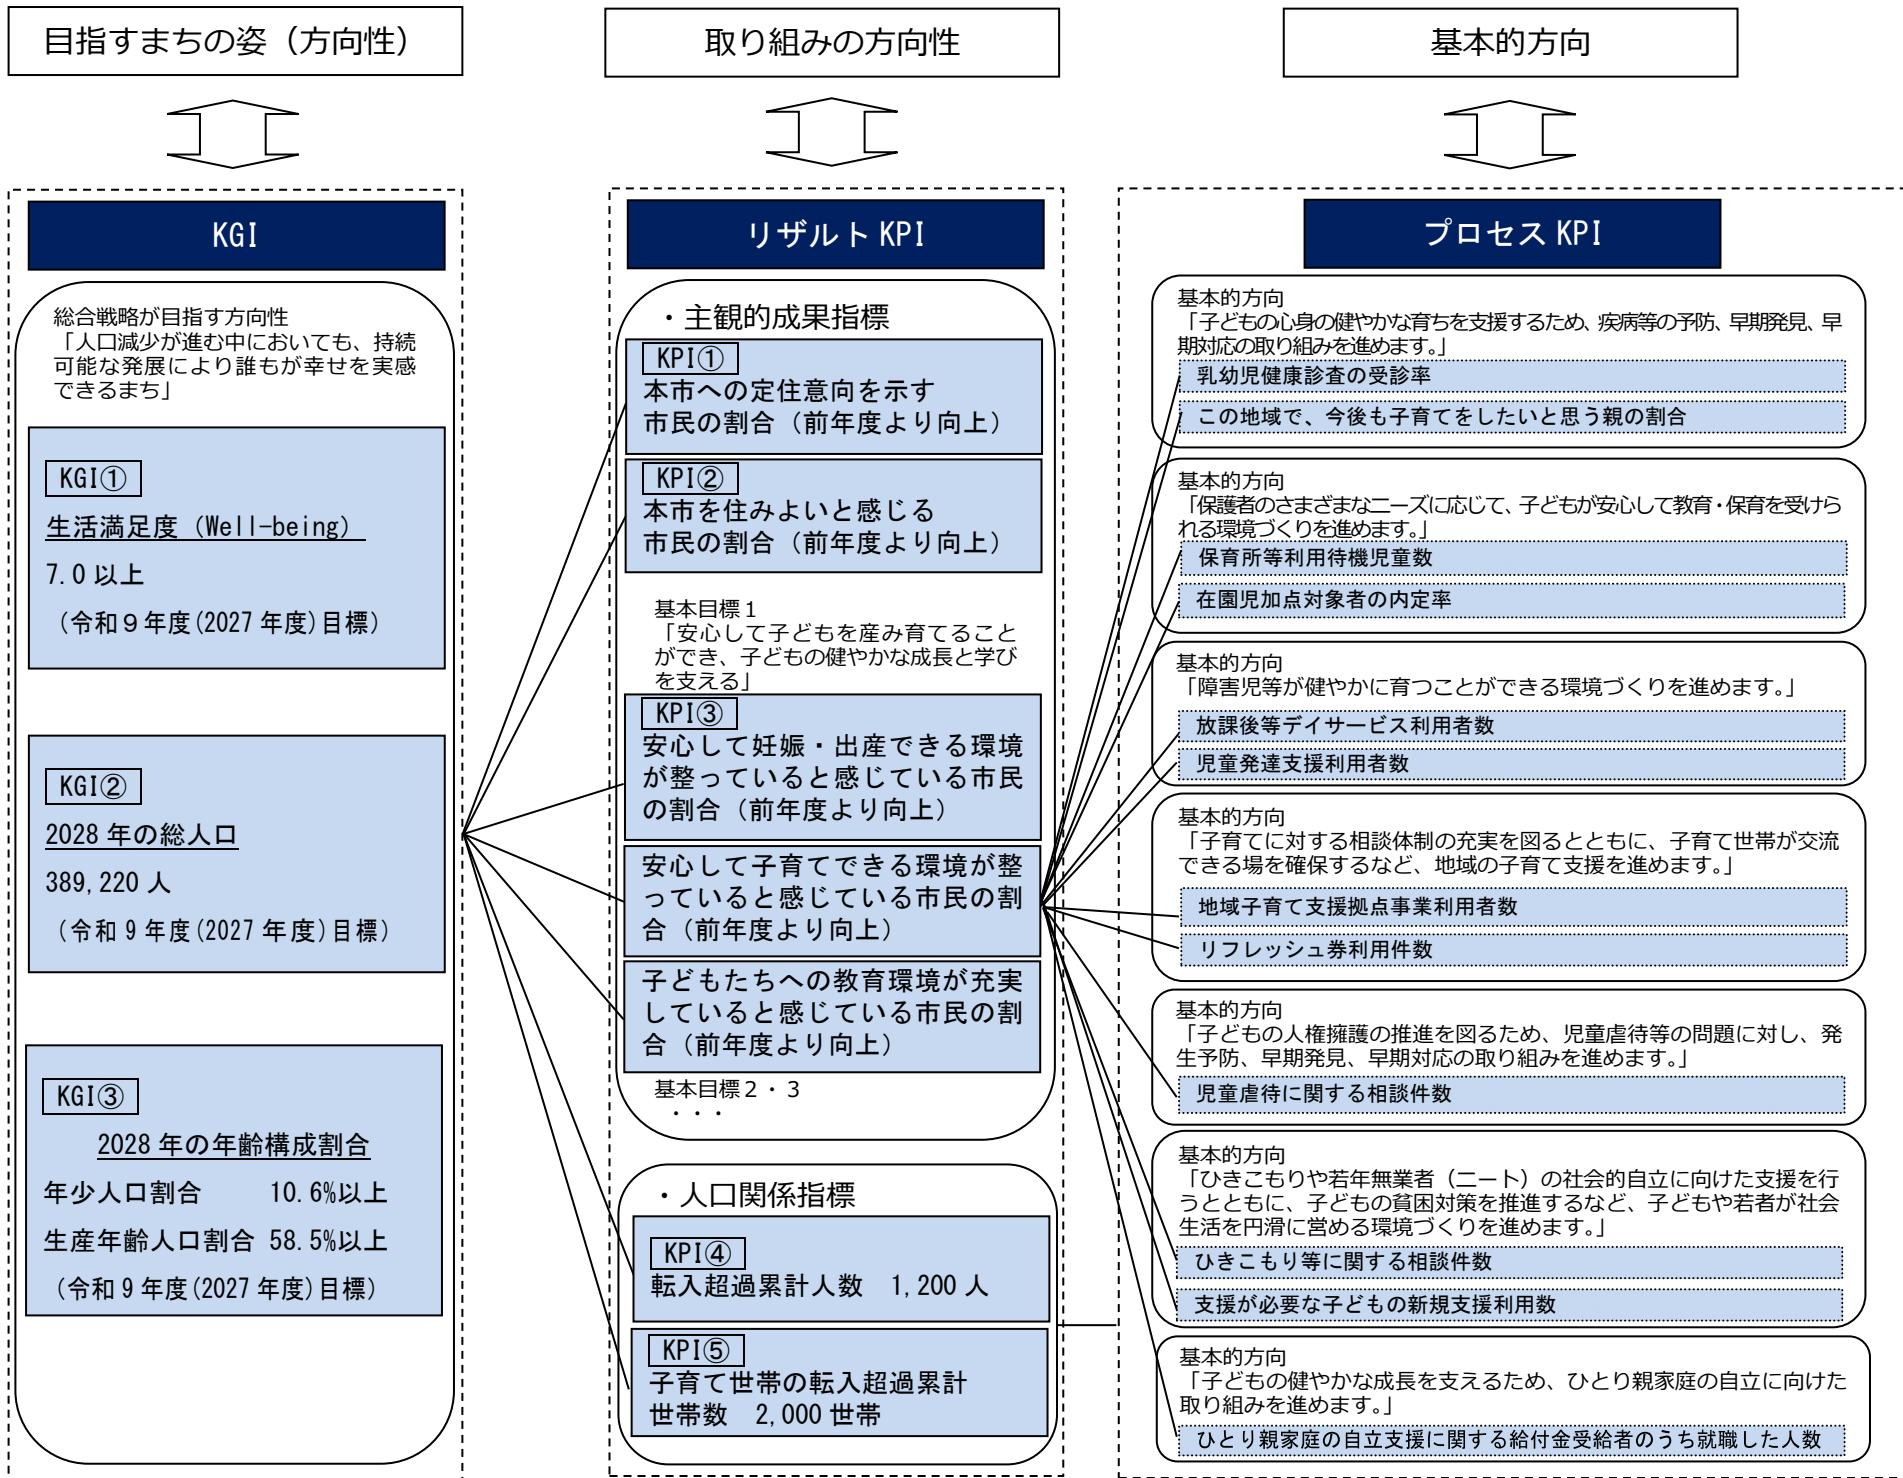 目指すまちの姿（方向性）
取り組みの方向性
基本的方向
KGI
総合戦略が目指す方向性
「人口減少が進む中においても、持続
可能な発展により誰もが幸せを実感
できるまち」
KGI①
生活満足度（Well-being）
7.0 以上
（令和９年度(2027 年度)目標）
KGI②
2028 年の総人口
389,220 人
（令和 9 年度(2027 年度)目標）
KGI③
2028 年の年齢構成割合
年少人口割合　　10.6%以上
生産年齢人口割合 58.5%以上
（令和 9 年度(2027 年度)目標）
リザルト KPI
・主観的成果指標
KPI①
本市への定住意向を示す
市民の割合（前年度より向上）
KPI②
本市を住みよいと感じる
市民の割合（前年度より向上）
基本目標１
「安心して子どもを産み育てること
ができ、子どもの健やかな成長と学び
を支える」
KPI③
安心して妊娠・出産できる環境
が整っていると感じている市民
の割合（前年度より向上）
安心して子育てできる環境が整
っていると感じている市民の割
合（前年度より向上）
子どもたちへの教育環境が充実
していると感じている市民の割
合（前年度より向上）
基本目標２・３
・・・
・人口関係指標
KPI④
転入超過累計人数　1,200 人
KPI⑤
子育て世帯の転入超過累計
世帯数　2,000 世帯
プロセス KPI
基本的方向
「子どもの心身の健やかな育ちを支援するため、疾病等の予防、早期発見、早
期対応の取り組みを進めます。」
乳幼児健康診査の受診率
この地域で、今後も子育てをしたいと思う親の割合
基本的方向
「保護者のさまざまなニーズに応じて、子どもが安心して教育・保育を受けら
れる環境づくりを進めます。」
保育所等利用待機児童数
在園児加点対象者の内定率
基本的方向
「障害児等が健やかに育つことができる環境づくりを進めます。」
放課後等デイサービス利用者数
児童発達支援利用者数
基本的方向
「子育てに対する相談体制の充実を図るとともに、子育て世帯が交流
できる場を確保するなど、地域の子育て支援を進めます。」
地域子育て支援拠点事業利用者数
リフレッシュ券利用件数
基本的方向
「子どもの人権擁護の推進を図るため、児童虐待等の問題に対し、発
生予防、早期発見、早期対応の取り組みを進めます。」
児童虐待に関する相談件数
基本的方向
「ひきこもりや若年無業者（ニート）の社会的自立に向けた支援を行
うとともに、子どもの貧困対策を推進するなど、子どもや若者が社会
生活を円滑に営める環境づくりを進めます。」
ひきこもり等に関する相談件数
支援が必要な子どもの新規支援利用数
基本的方向
「子どもの健やかな成長を支えるため、ひとり親家庭の自立に向けた
取り組みを進めます。」
ひとり親家庭の自立支援に関する給付金受給者のうち就職した人数